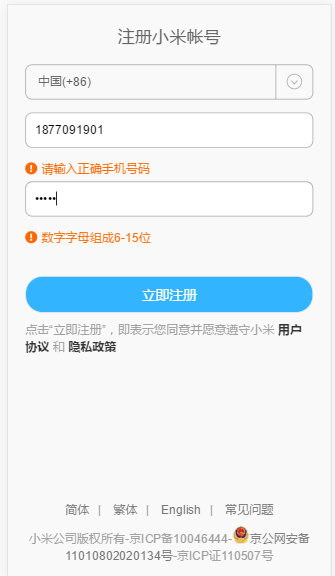 注册小米帐号
中国(+86)
1877091901
请输入正确手机号码
•••••
数字字母组成6-15位
立即注册
点击“立即注册”，即表示您同意并愿意遵守小米 用户
协议 和 隐私政策
简体 | 繁体 | English | 常见问题
小米公司版权所有-京ICP备10046444-京公网安备
11010802020134号-京ICP证110507号